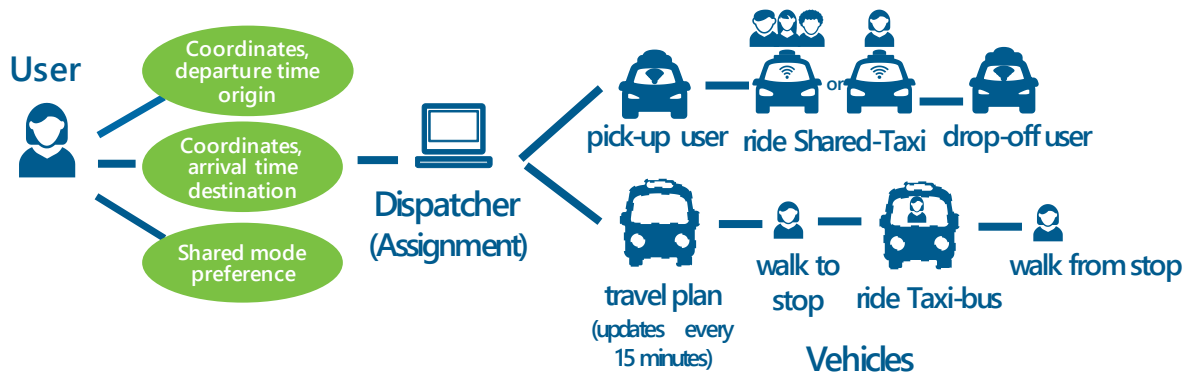 User
Coordinates,
departure time
origin
Coordinates,
arrival time
destination
Shared mode
preference
Dispatcher
(Assignment)
or
pick-up user
ride Shared-Taxi
drop-off user
travel plan
(updates every
15 minutes)
walk to
stop
ride Taxi-bus
walk from stop
Vehicles